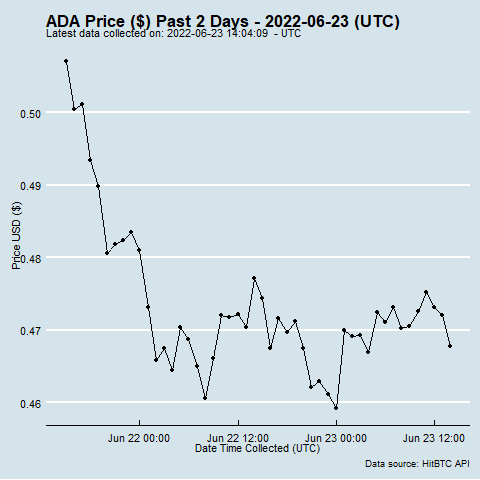 ADA Price ($) Past 2 Days - 2022-06-23 (UTC)
Latest data collected on: 2022-06-23 14:04:09  - UTC
0.50
0.49
0.48
0.47
0.46
Price USD ($)
Jun 22 00:00 Jun 22 12:00 Jun 23 00:00 Jun 23 12:00
Date Time Collected (UTC)
Data source: HitBTC API